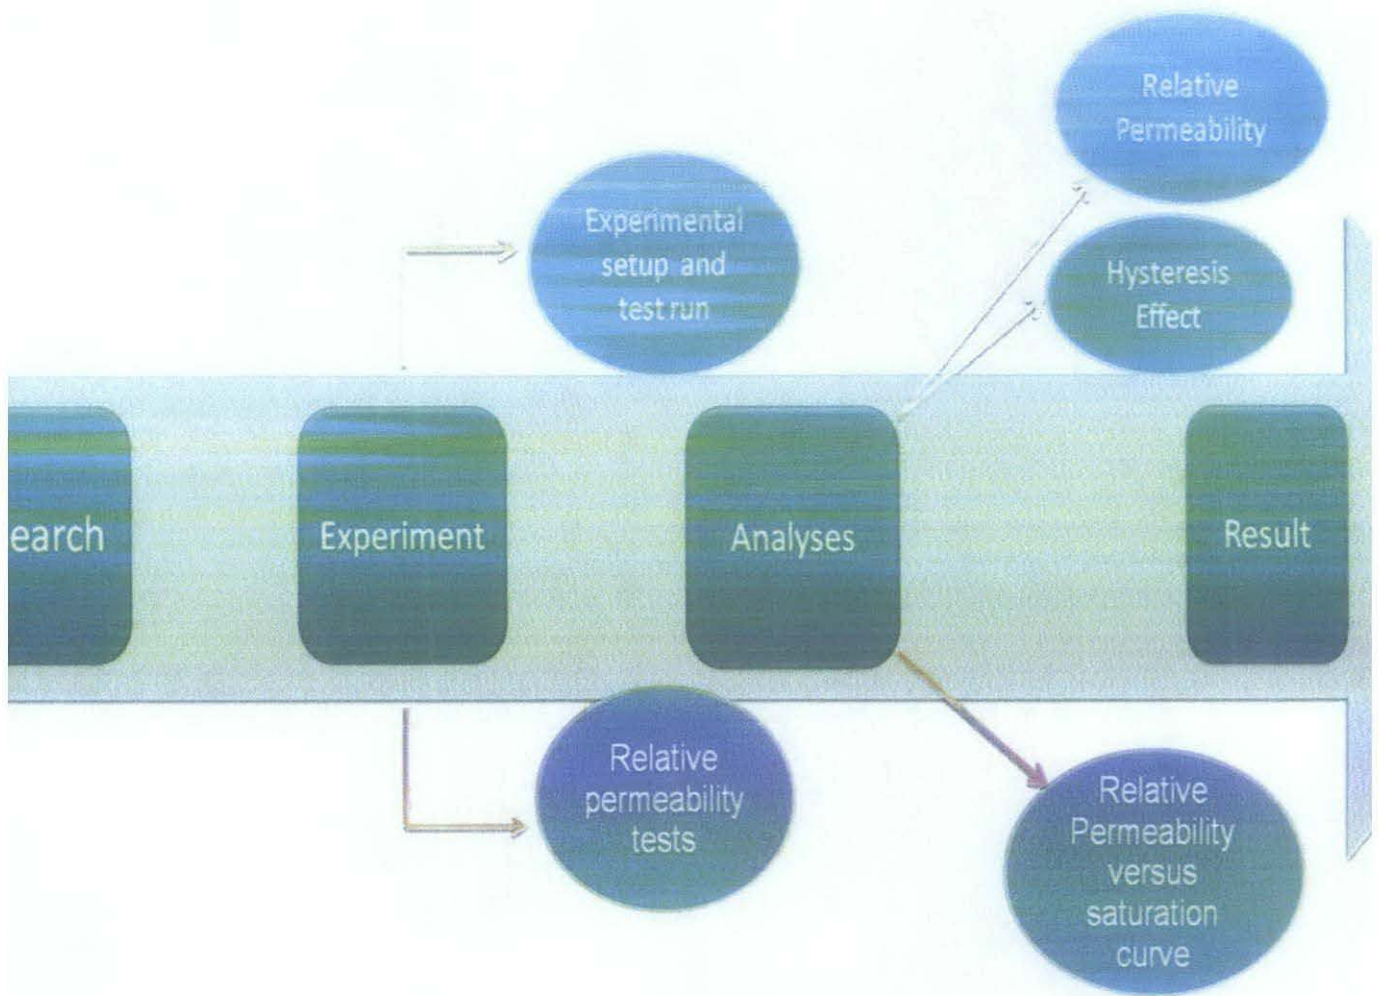 Relative
Permeability
Experimental
setup and
test run
Hysteresis
Effect
earch
Experiment
Analyses
Result
Relative
permeability
tests
Relative
Permeability
versus
saturation
curve